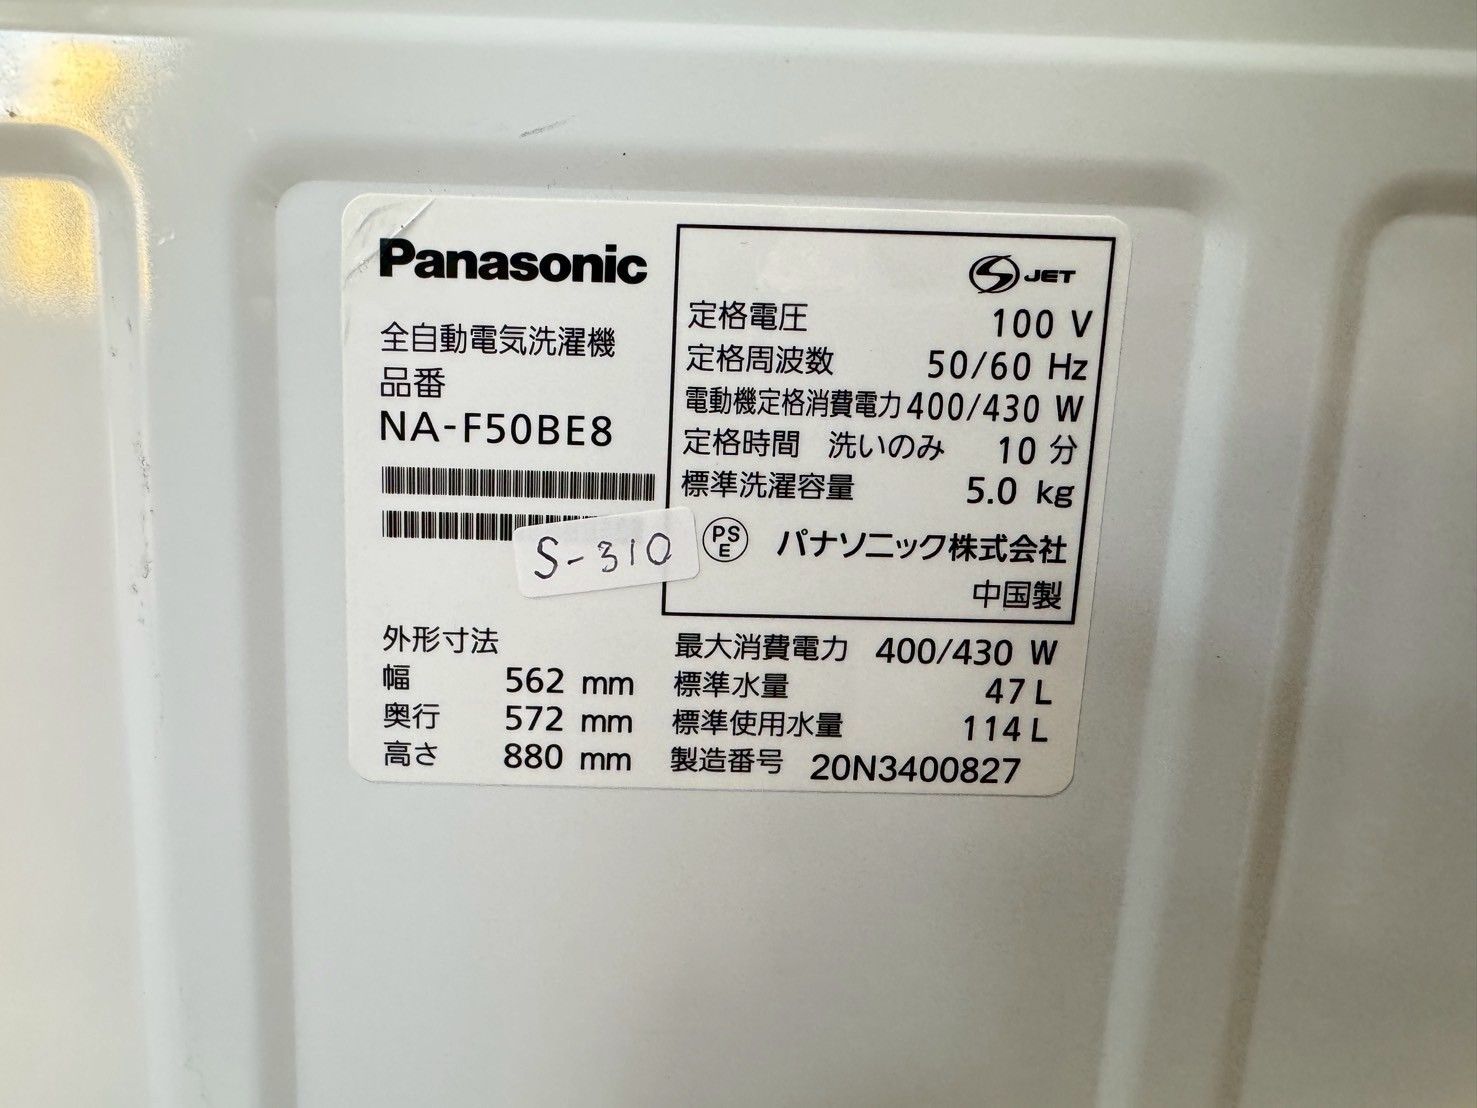 Panasonic
全自動電気洗濯機
品番
NA-F50BE8
S-310
JET
定格電圧 100 V
定格周波数 50/60 Hz
電動機定格消費電力 400/430 W
定格時間 洗いのみ 10 分
標準洗濯容量 5.0 kg
PS
E
パナソニック株式会社
中国製
外形寸法
幅 562 mm
奥行 572 mm
高さ 880 mm
最大消費電力 400/430 W
標準水量 47 L
標準使用水量 114 L
製造番号 20N3400827